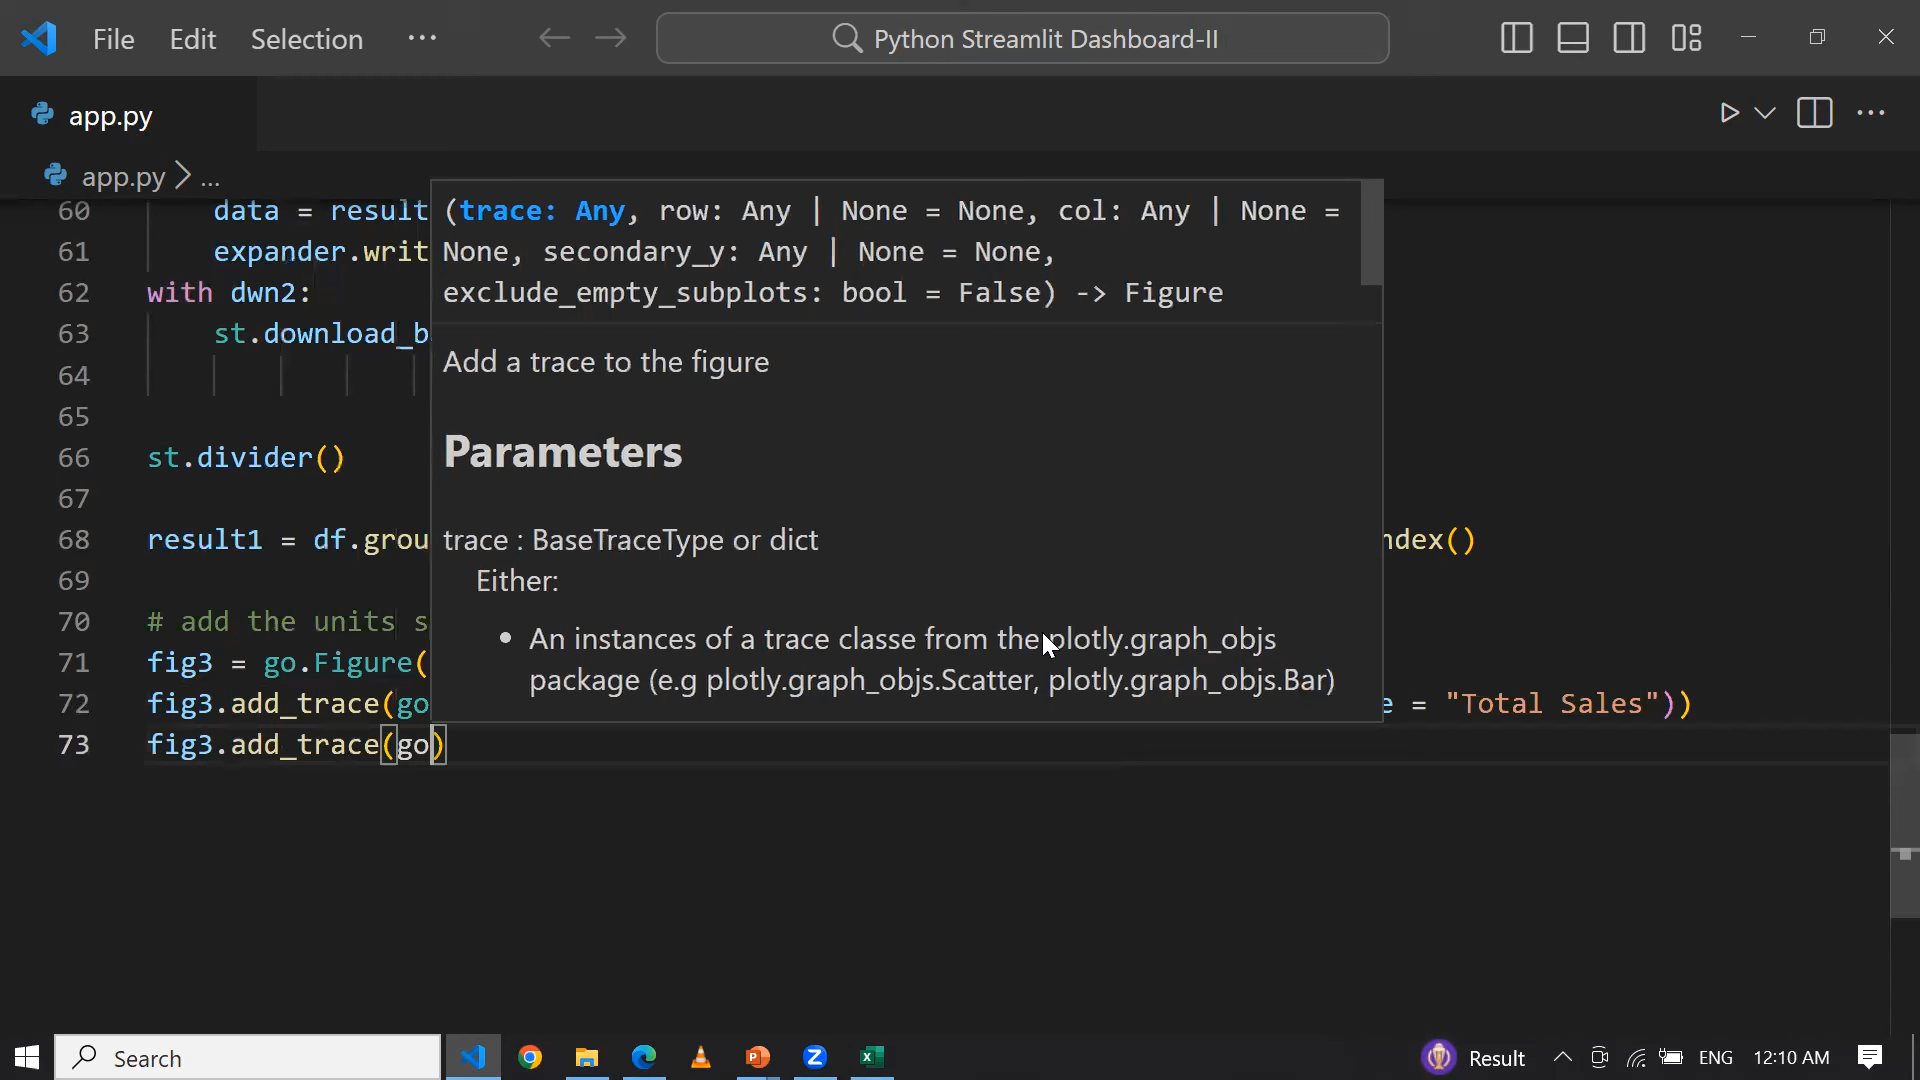 File Edit Selection ··· Python Streamlit Dashboard-II
app.py
app.py > ...
60 data = result
61 expander.writ
62 with dwn2:
63 st.download_b
64
65
66 st.divider()
67
68 result1 = df.grou ndex()
69
70 # add the units s
71 fig3 = go.Figure(
72 fig3.add_trace(go e = "Total Sales"))
73 fig3.add_trace(go)
(trace: Any, row: Any | None = None, col: Any | None =
None, secondary_y: Any | None = None,
exclude_empty_subplots: bool = False) -> Figure
Add a trace to the figure
Parameters
trace : BaseTraceType or dict
Either:
• An instances of a trace classe from the plotly.graph_objs
package (e.g plotly.graph_objs.Scatter, plotly.graph_objs.Bar)
Search Result ENG 12:10 AM